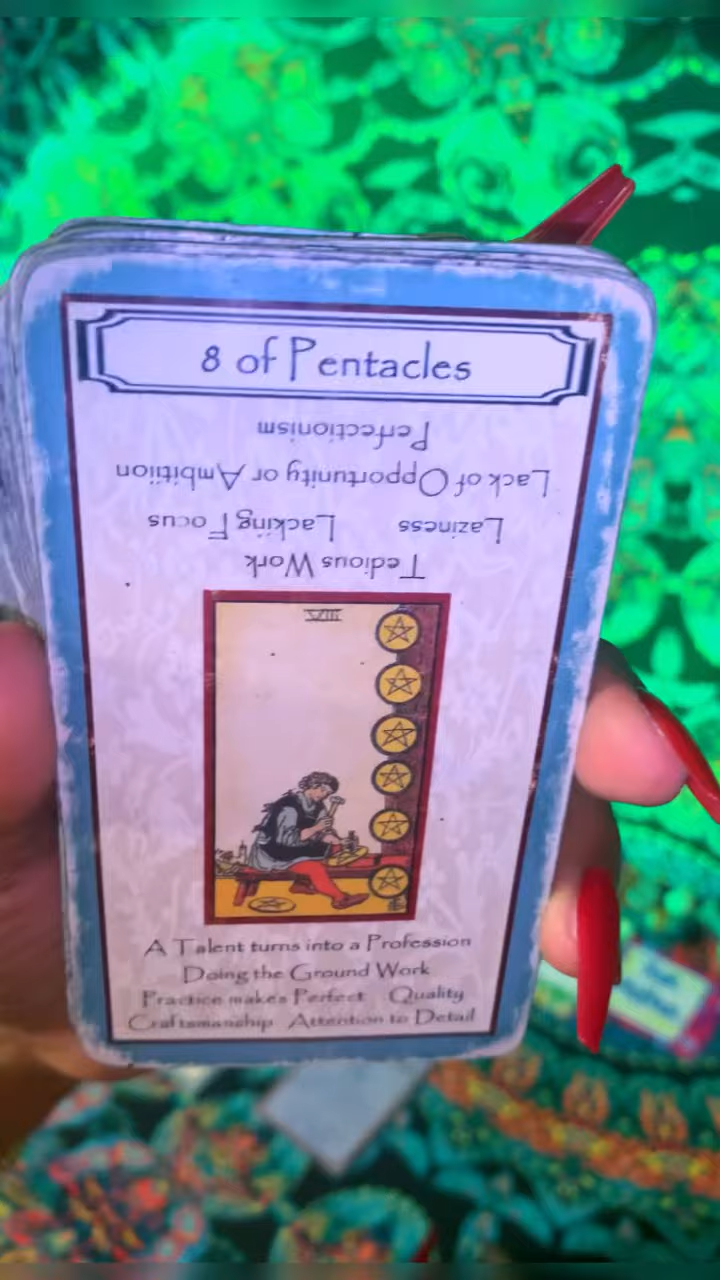 8 of Pentacles
Perfectionism
Lack of Opportunity or Ambition
Laziness Lacking Focus
Tedious Work
VIII
A Talent turns into a Profession
Doing the Ground Work
Practice makes Perfect Quality
Craftsmanship Attention to Detail